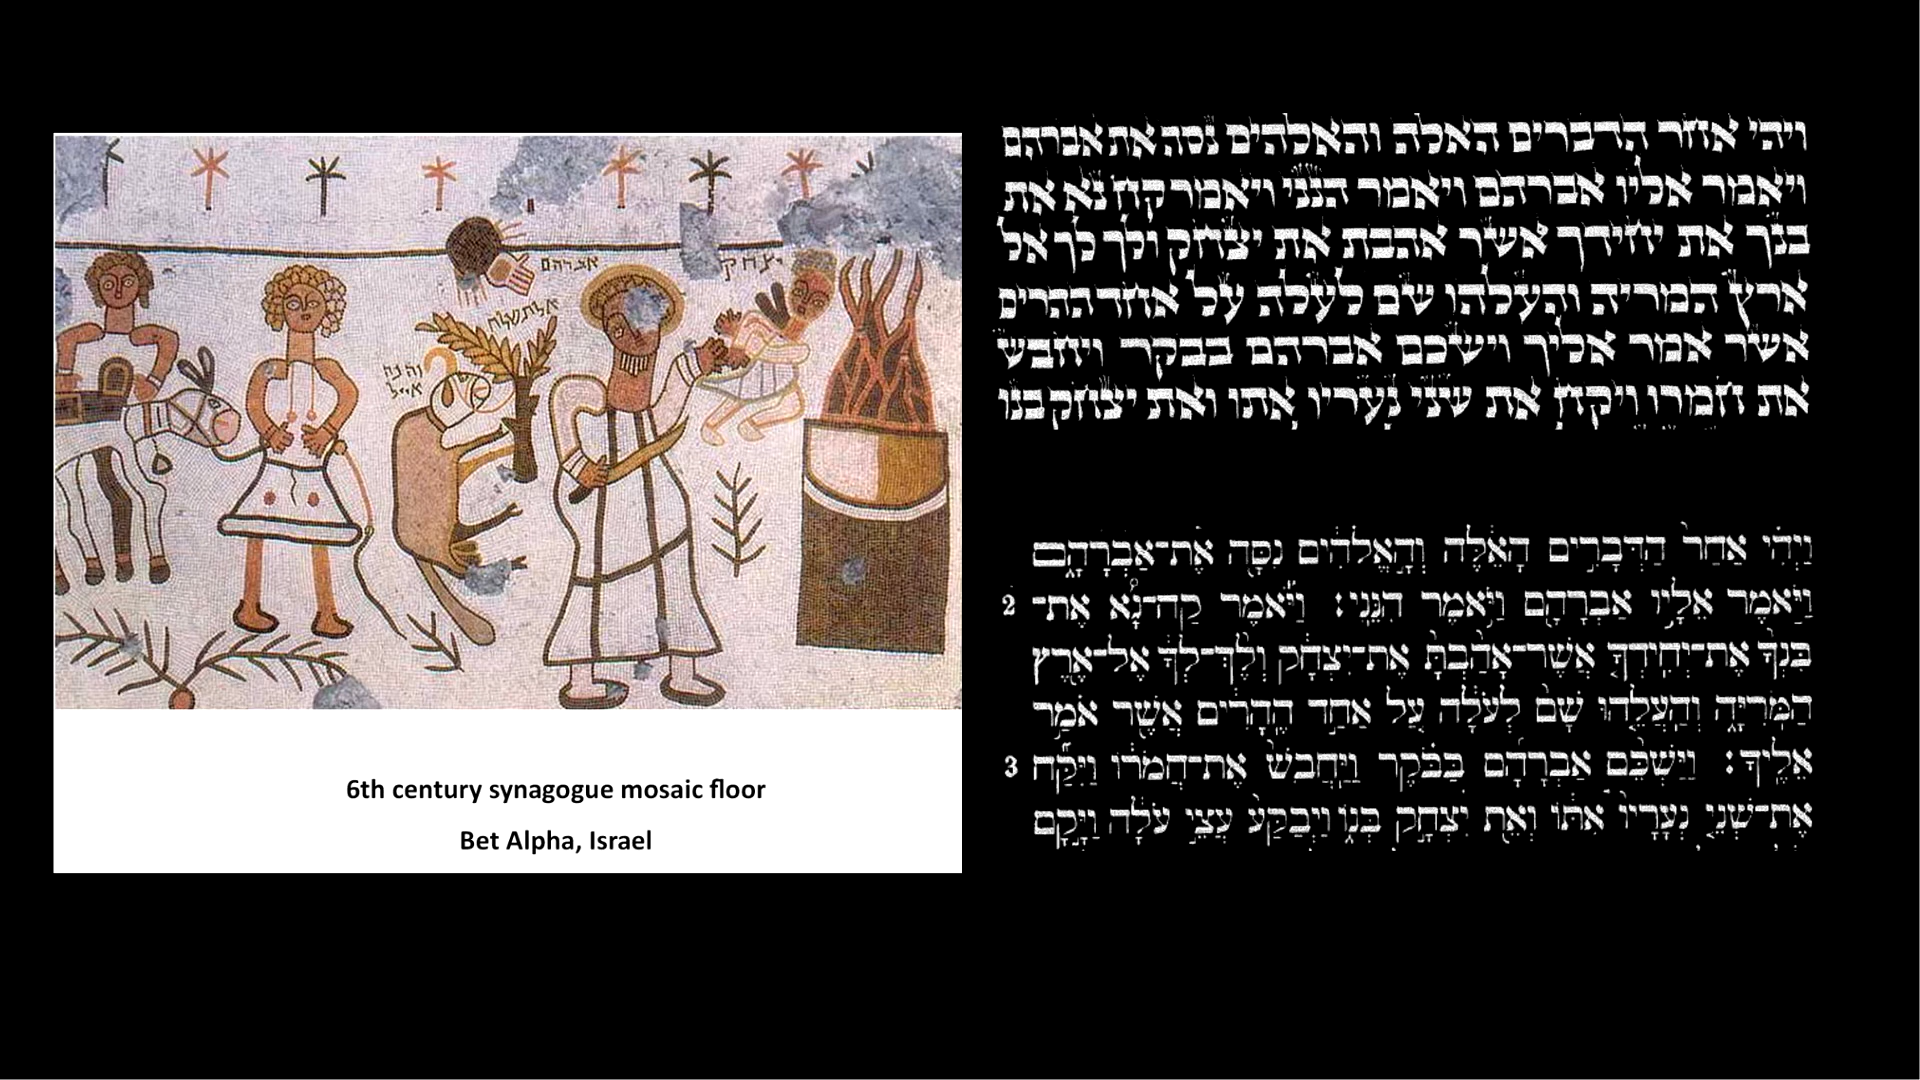 אברהם
יצחק
אל תשלח
והנה
איל
6th century synagogue mosaic floor
Bet Alpha, Israel
ויהי אחר הדברים האלה והאלהים נסה את אברהם
ויאמר אליו אברהם ויאמר הנני ויאמר קח נא את
בנך את יחידך אשר אהבת את יצחק ולך לך אל
ארץ המריה והעלהו שם לעלה על אחד ההרים
אשר אמר אליך וישכם אברהם בבקר ויחבש
את חמרו ויקח את שני נעריו אתו ואת יצחק בנו
וַיְהִ֗י אַחַר֙ הַדְּבָרִ֣ים הָאֵ֔לֶּה וְהָ֣אֱלֹהִ֔ים נִסָּ֖ה אֶת־אַבְרָהָ֑ם
2 וַיֹּ֣אמֶר אֵלָ֔יו אַבְרָהָ֖ם וַיֹּ֥אמֶר הִנֵּֽנִי׃ וַיֹּ֡אמֶר קַח־נָ֠א אֶת־
בִּנְךָ֨ אֶת־יְחִֽידְךָ֤ אֲשֶׁר־אָהַ֙בְתָּ֙ אֶת־יִצְחָ֔ק וְלֶךְ־לְךָ֔ אֶל־אֶ֖רֶץ
הַמֹּרִיָּ֑ה וְהַעֲלֵ֤הוּ שָׁם֙ לְעֹלָ֔ה עַ֚ל אַחַ֣ד הֶֽהָרִ֔ים אֲשֶׁ֖ר אֹמַ֥ר
3 אֵלֶֽיךָ׃ וַיַּשְׁכֵּ֨ם אַבְרָהָ֜ם בַּבֹּ֗קֶר וַֽיַּחֲבֹשׁ֙ אֶת־חֲמֹר֔וֹ וַיִּקַּ֞ח
אֶת־שְׁנֵ֤י נְעָרָיו֙ אִתּ֔וֹ וְאֵ֖ת יִצְחָ֣ק בְּנ֑וֹ וַיְבַקַּע֙ עֲצֵ֣י עֹלָ֔ה וַיָּ֣קָם